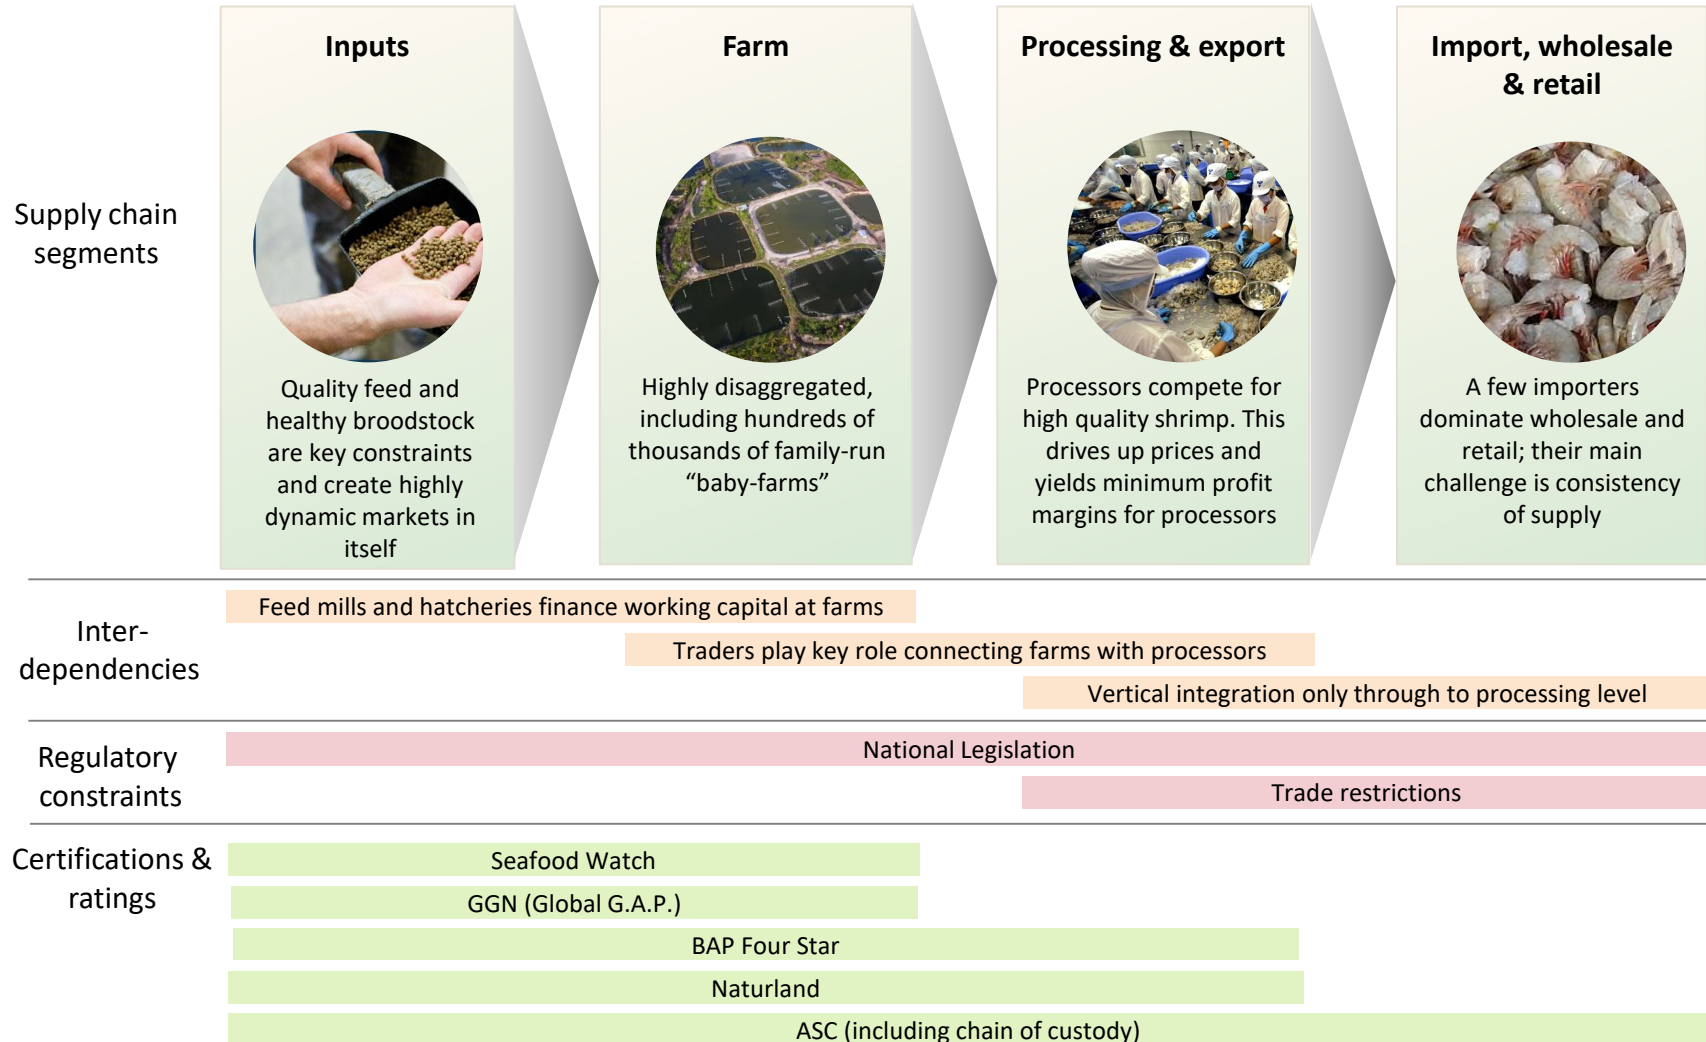 Inputs
Farm
Processing & export
Import, wholesale
& retail
Supply chain
segments
Quality feed and
healthy broodstock
are key constraints
and create highly
dynamic markets in
itself
Highly disaggregated,
including hundreds of
thousands of family-run
“baby-farms”
Processors compete for
high quality shrimp. This
drives up prices and
yields minimum profit
margins for processors
A few importers
dominate wholesale and
retail; their main
challenge is consistency
of supply
Inter-
dependencies
Feed mills and hatcheries finance working capital at farms
Traders play key role connecting farms with processors
Vertical integration only through to processing level
Regulatory
constraints
National Legislation
Trade restrictions
Certifications &
ratings
Seafood Watch
GGN (Global G.A.P.)
BAP Four Star
Naturland
ASC (including chain of custody)